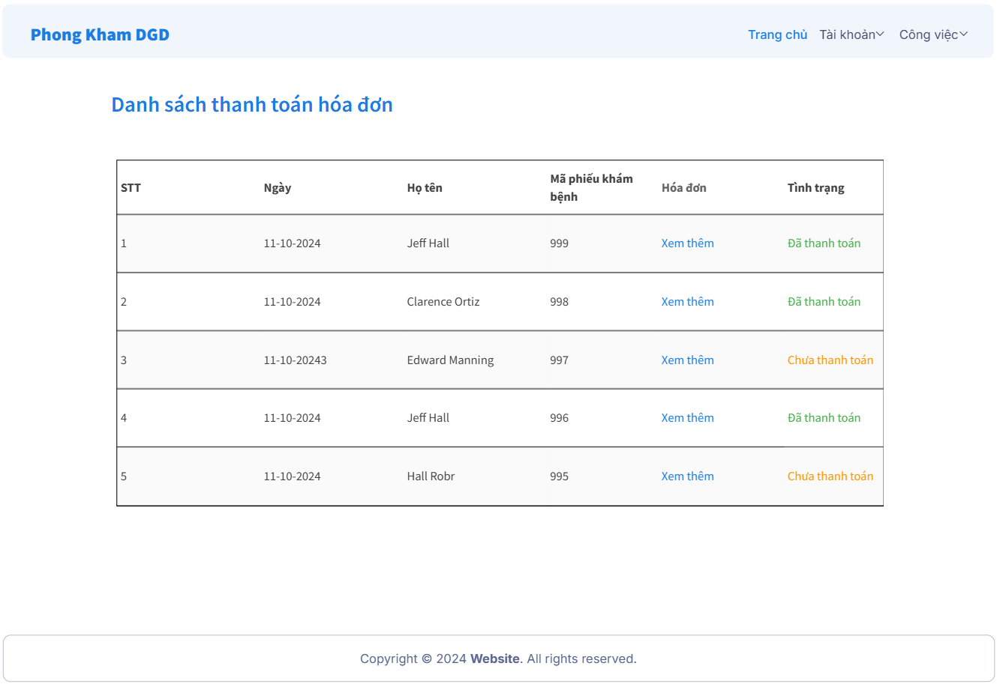 Phong Kham DGD
Trang chủ Tài khoản Công việc
Danh sách thanh toán hóa đơn
STT Ngày Họ tên Mã phiếu khám bệnh Hóa đơn Tình trạng
1 11-10-2024 Jeff Hall 999 Xem thêm Đã thanh toán
2 11-10-2024 Clarence Ortiz 998 Xem thêm Đã thanh toán
3 11-10-20243 Edward Manning 997 Xem thêm Chưa thanh toán
4 11-10-2024 Jeff Hall 996 Xem thêm Đã thanh toán
5 11-10-2024 Hall Robr 995 Xem thêm Chưa thanh toán
Copyright © 2024 Website. All rights reserved.